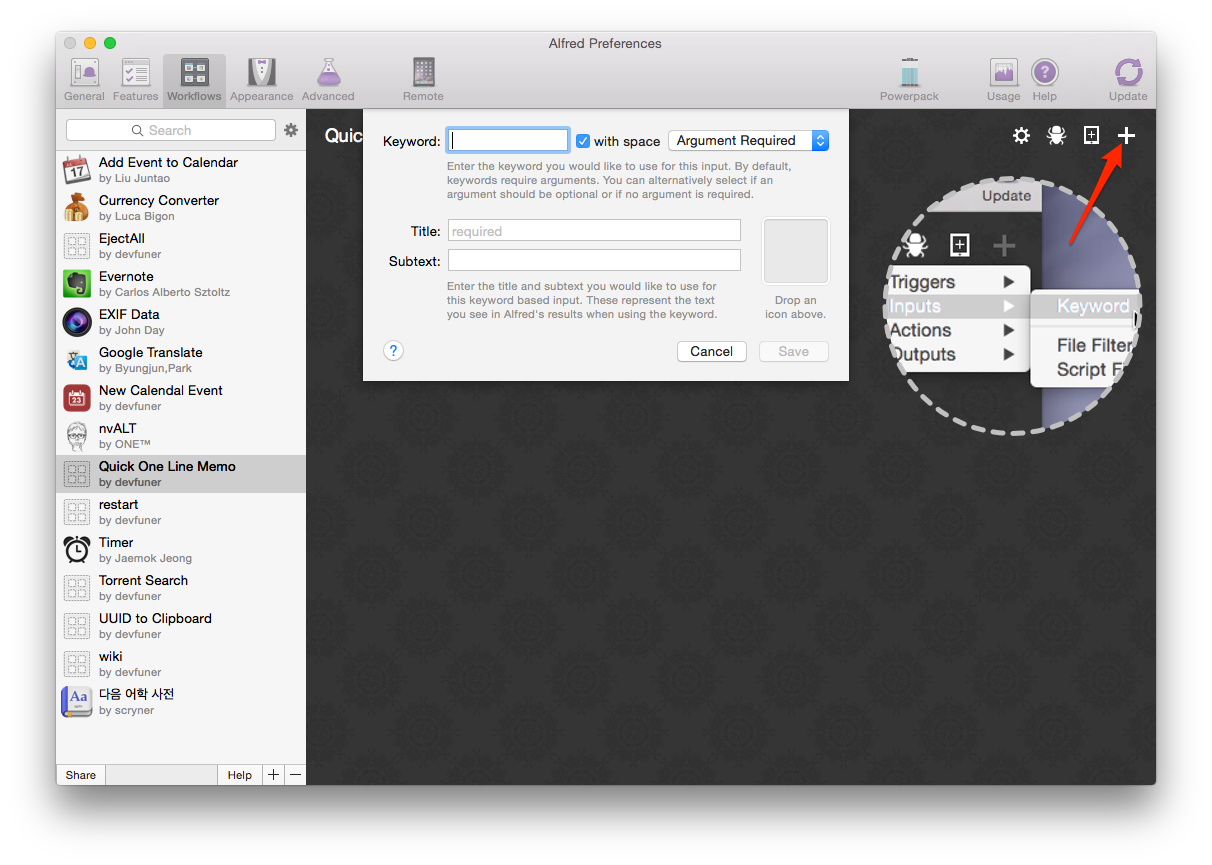 Alfred Preferences
General
Features
Workflows
Appearance
Advanced
Remote
Powerpack
Usage
Help
Update
Search
Add Event to Calendar
by Liu Juntao
Currency Converter
by Luca Bigon
EjectAll
by devfuner
Evernote
by Carlos Alberto Sztoltz
EXIF Data
by John Day
Google Translate
by Byungjun,Park
New Calendal Event
by devfuner
nvALT
by ONE™
Quick One Line Memo
by devfuner
restart
by devfuner
Timer
by Jaemok Jeong
Torrent Search
by devfuner
UUID to Clipboard
by devfuner
wiki
by devfuner
다음 어학 사전
by scryner
Share
Help
Quic
Keyword:
with space
Argument Required
Enter the keyword you would like to use for this input. By default,
keywords require arguments. You can alternatively select if an
argument should be optional or if no argument is required.
Title:
required
Subtext:
Enter the title and subtext you would like to use for
this keyword based input. These represent the text
you see in Alfred's results when using the keyword.
Drop an
icon above.
?
Cancel
Save
Update
Triggers
Inputs
Actions
Outputs
Keyword
File Filter
Script F